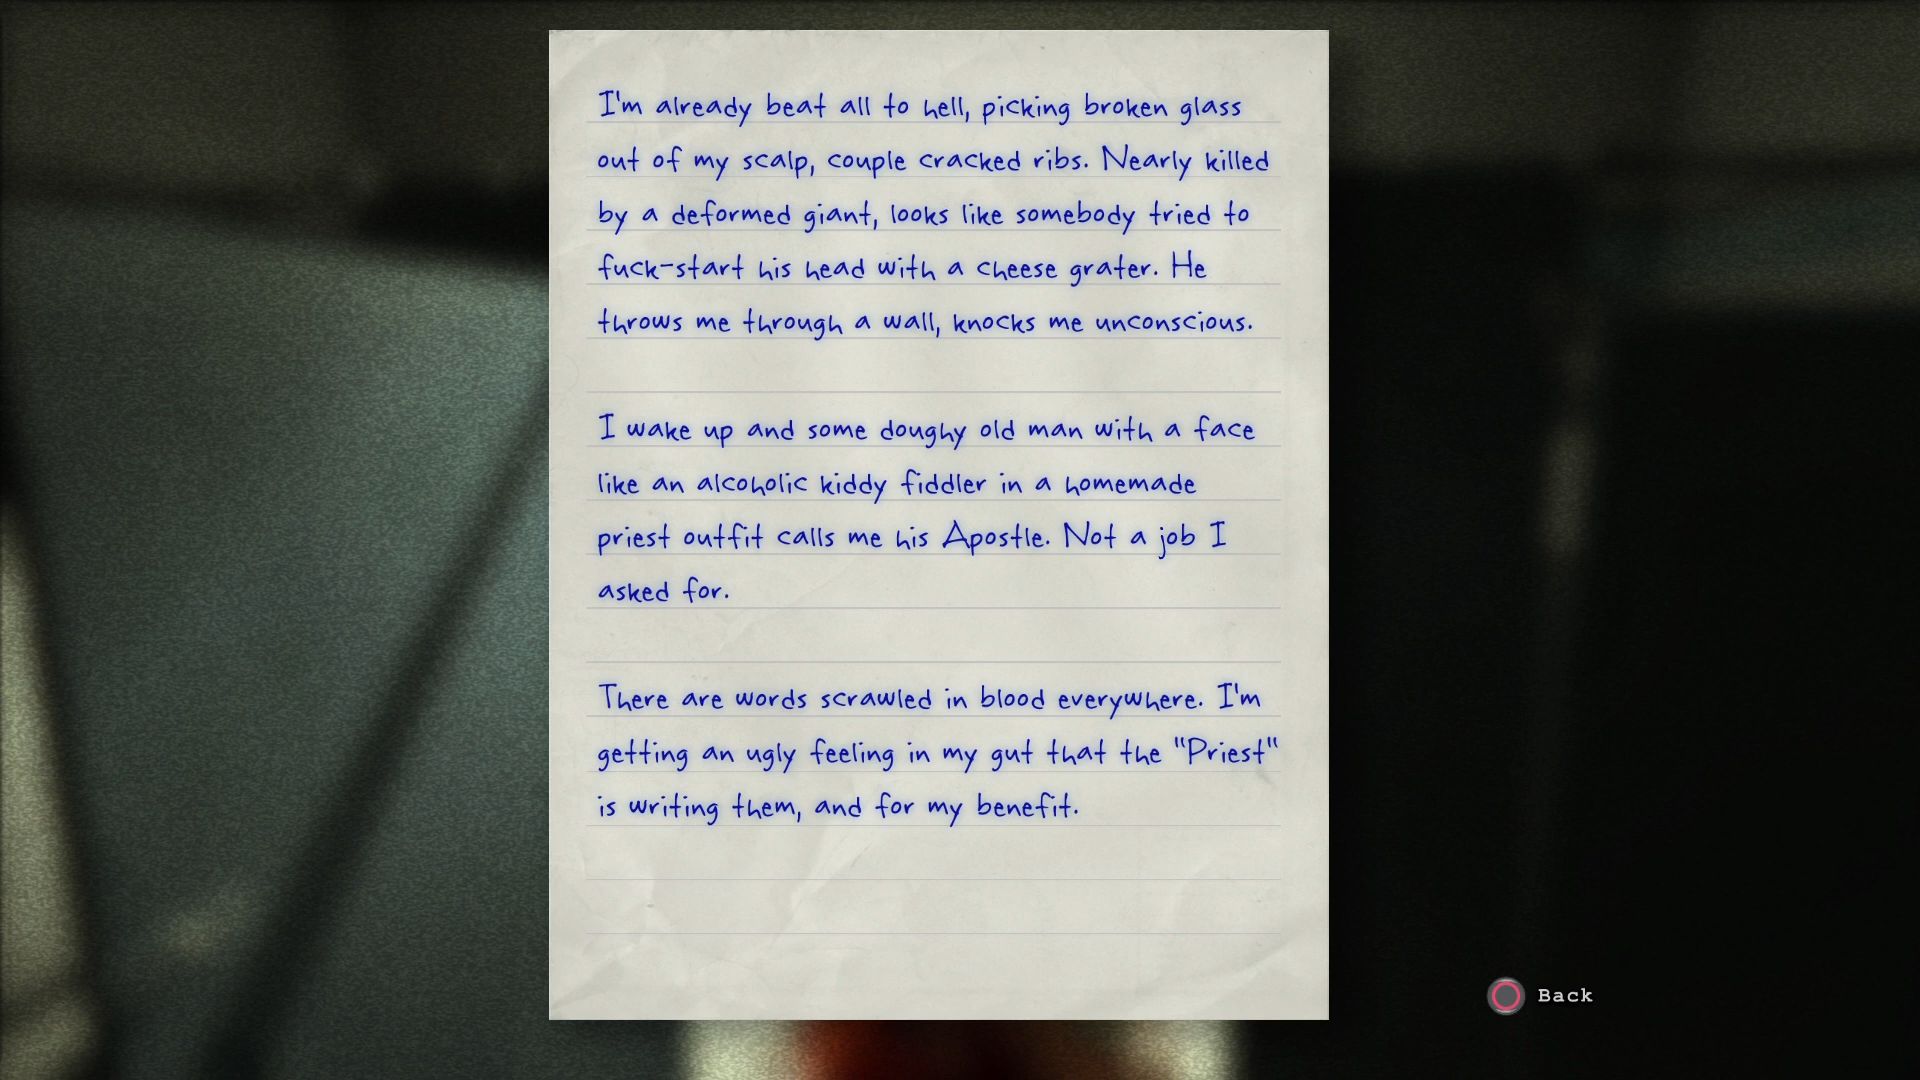 I'm already beat all to hell, picking broken glass
out of my scalp, couple cracked ribs. Nearly killed
by a deformed giant, looks like somebody tried to
fuck-start his head with a cheese grater. He
throws me through a wall, knocks me unconscious.
I wake up and some doughy old man with a face
like an alcoholic kiddy fiddler in a homemade
priest outfit calls me his Apostle. Not a job I
asked for.
There are words scrawled in blood everywhere. I'm
getting an ugly feeling in my gut that the "Priest"
is writing them, and for my benefit.
Back